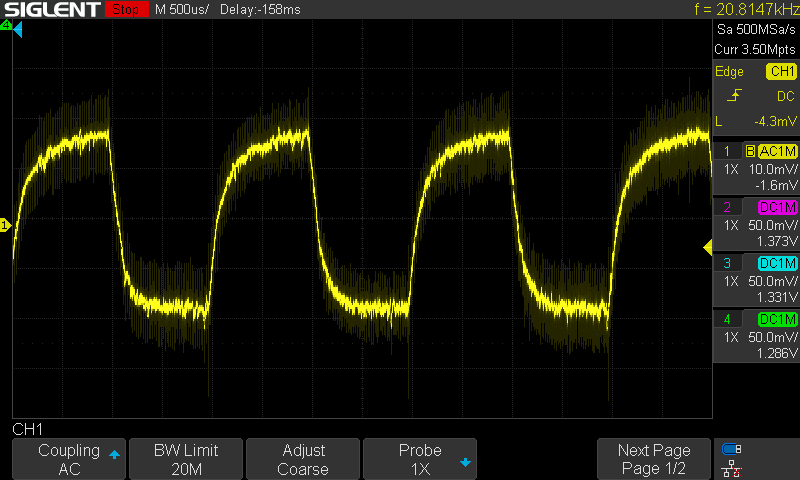 SIGLENT Stop M 500us/ Delay:-158ms f = 20.8147kHz
Sa 500MSa/s
Curr 3.50Mpts
Edge CH1
DC
L -4.3mV
1 B AC1M
1X 10.0mV/
-1.6mV
2 DC1M
1X 50.0mV/
1.373V
3 DC1M
1X 50.0mV/
1.331V
4 DC1M
1X 50.0mV/
1.286V
4
1
CH1
Coupling
AC
BW Limit
20M
Adjust
Coarse
Probe
1X
Next Page
Page 1/2